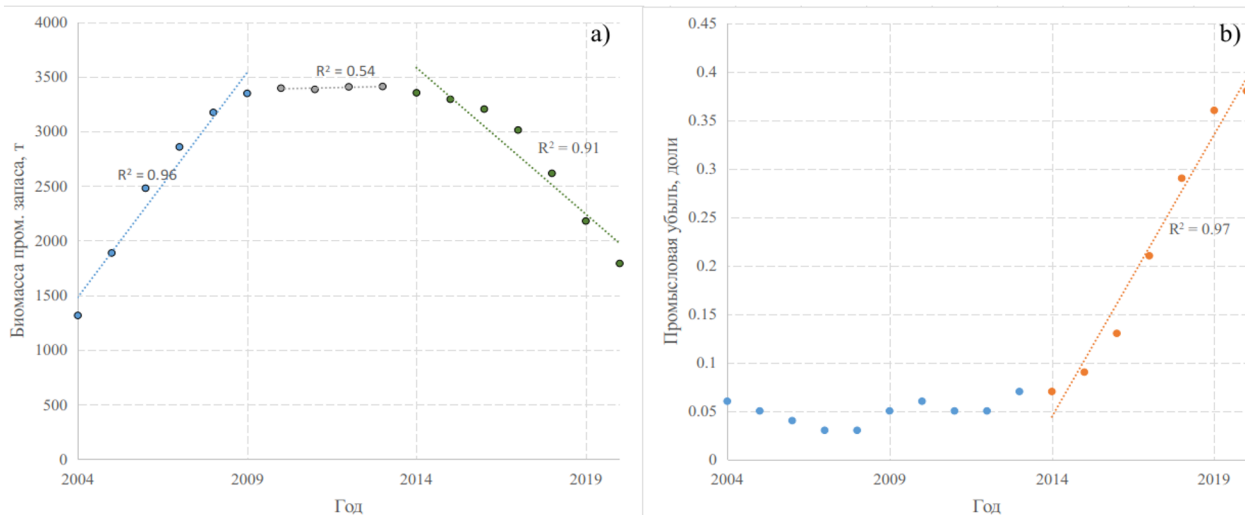 a)
Биомасса пром. запаса, т
4000
3500
3000
2500
2000
1500
1000
500
0
R² = 0.96
R² = 0.54
R² = 0.91
2004
2009
2014
2019
Год
b)
Промысловая убыль, доли
0.45
0.4
0.35
0.3
0.25
0.2
0.15
0.1
0.05
0
R² = 0.97
2004
2009
2014
2019
Год